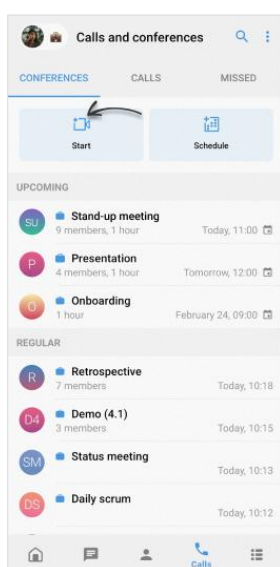 Calls and conferences
CONFERENCES CALLS MISSED
Start Schedule
UPCOMING
SU Stand-up meeting
9 members, 1 hour Today, 11:00
P Presentation
4 members, 1 hour Tomorrow, 12:00
O Onboarding
1 hour February 24, 09:00
REGULAR
R Retrospective
7 members Today, 10:18
D4 Demo (4.1)
3 members Today, 10:15
SM Status meeting
Today, 10:13
DS Daily scrum
Today, 10:12
Calls